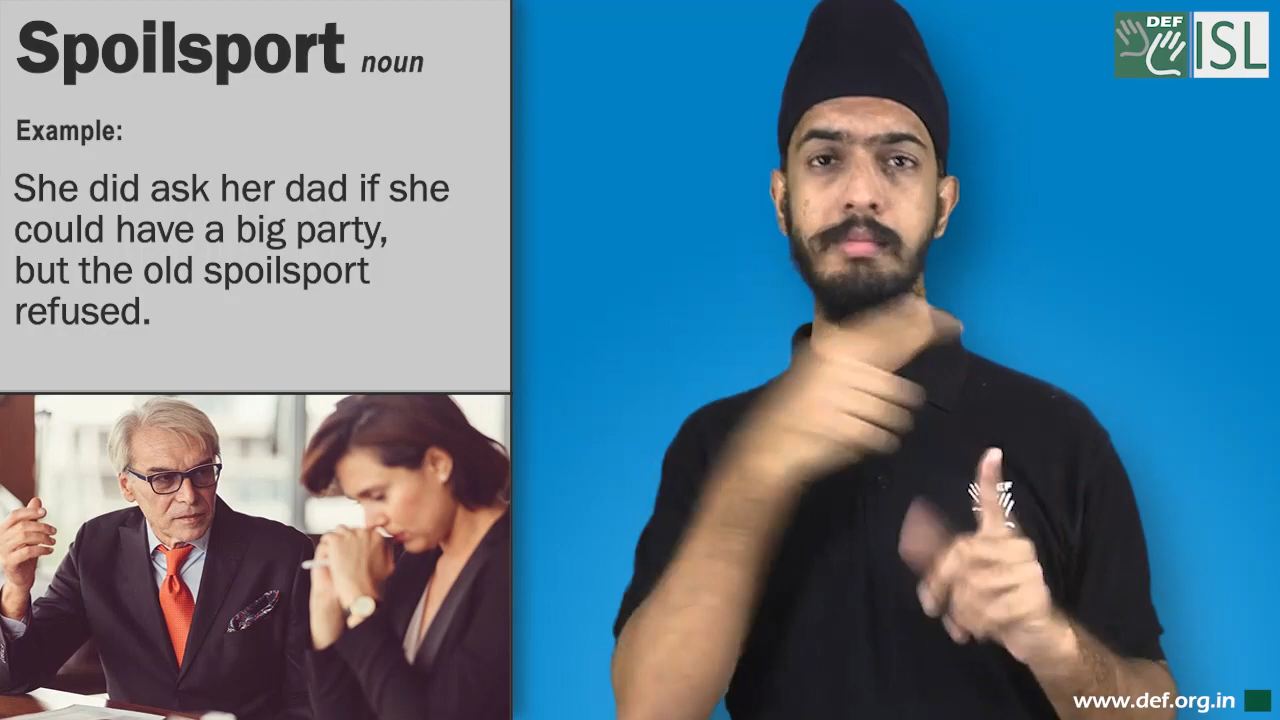 Spoilsport noun
Example:
She did ask her dad if she
could have a big party,
but the old spoilsport
refused.
DEF
ISL
DEF
www.def.org.in